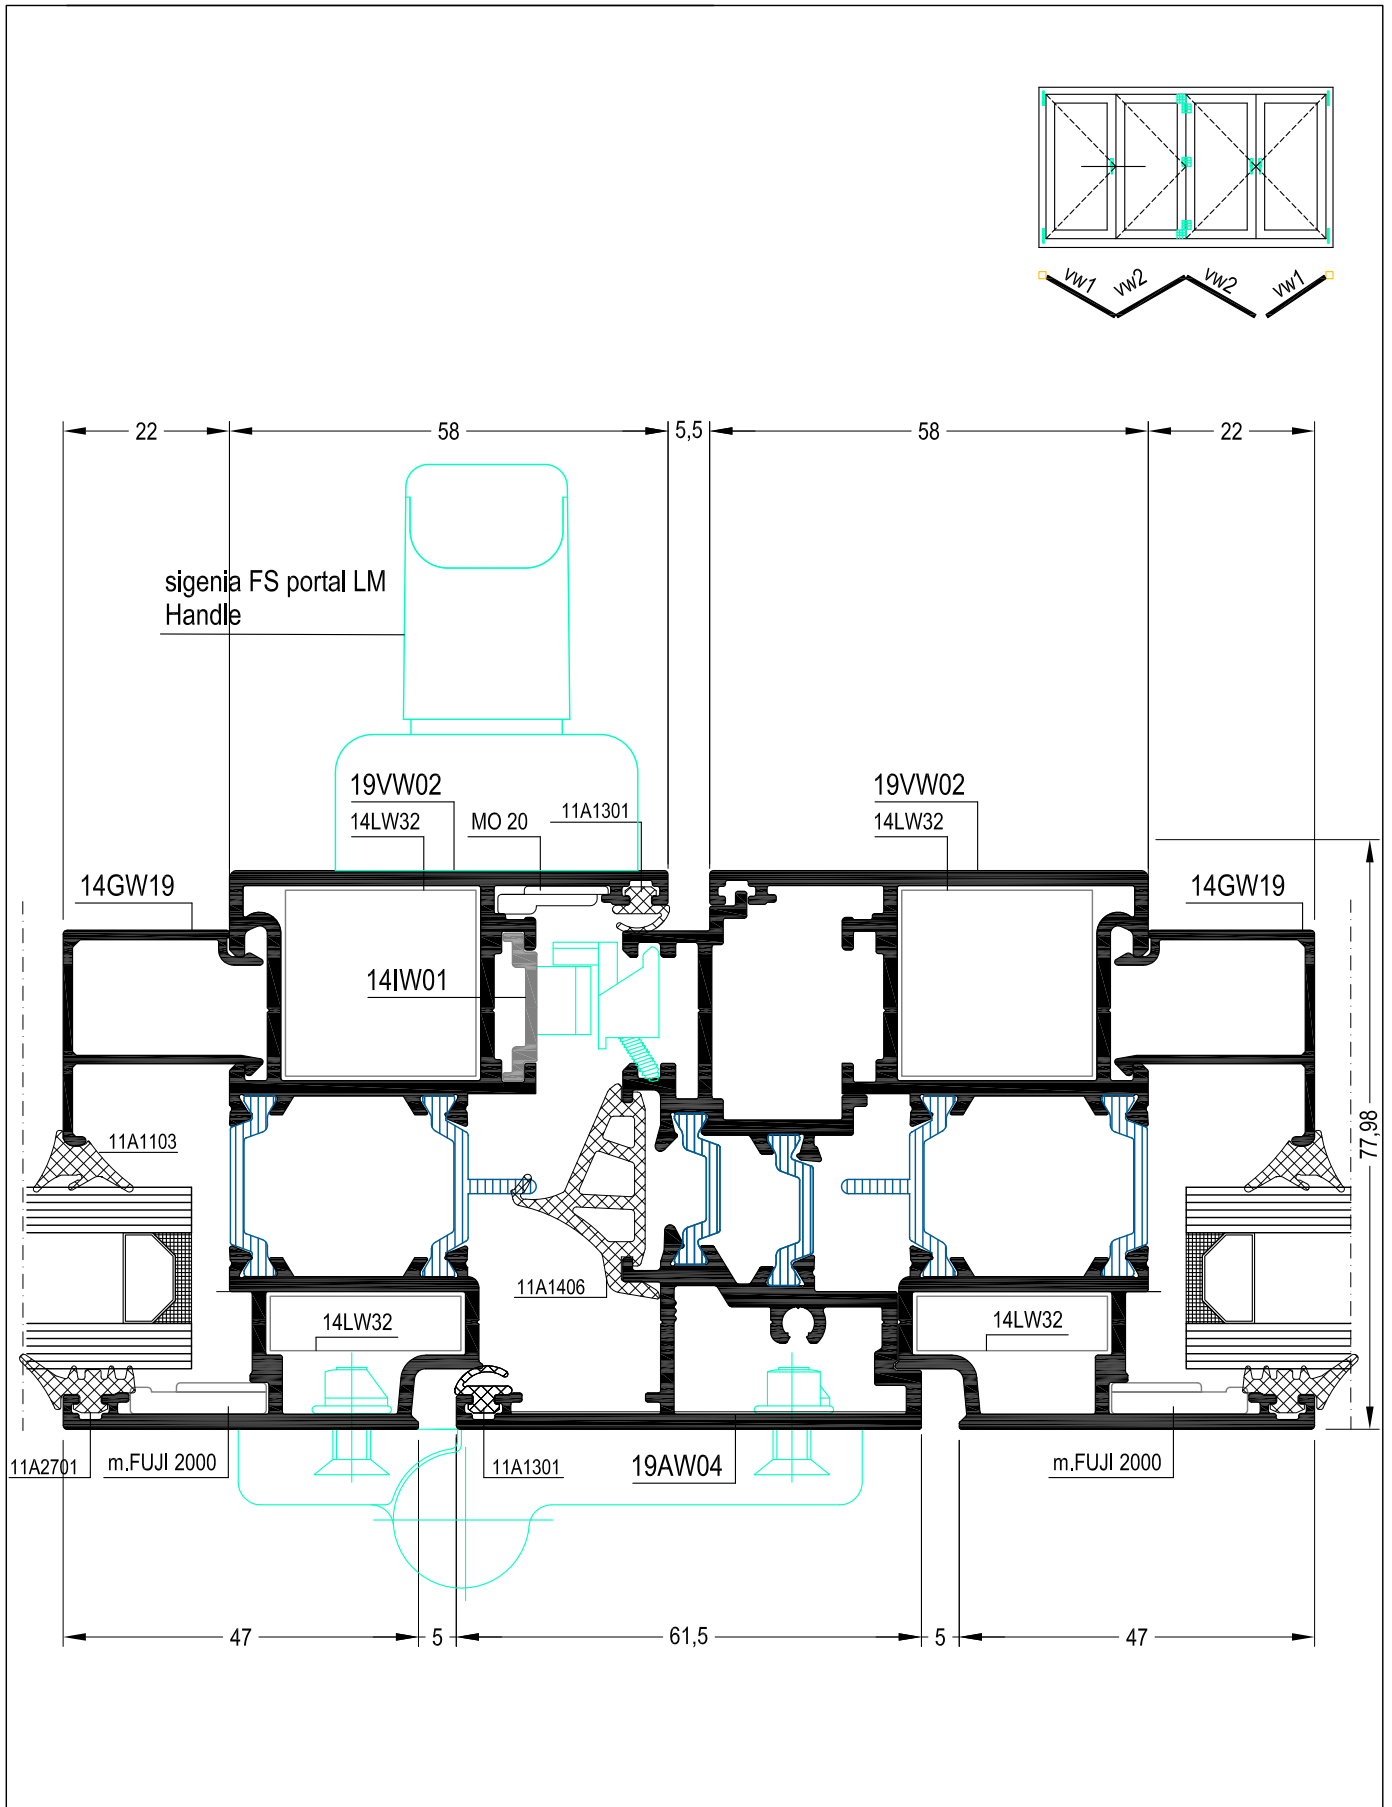 vw1
vw2
vw2
vw1
22
58
5,5
58
22
sigenia FS portal LM
Handle
19VW02
19VW02
14LW32
MO 20
11A1301
14LW32
14GW19
14GW19
14IW01
11A1103
77,98
11A1406
14LW32
14LW32
11A2701
m.FUJI 2000
11A1301
19AW04
m.FUJI 2000
47
5
61,5
5
47